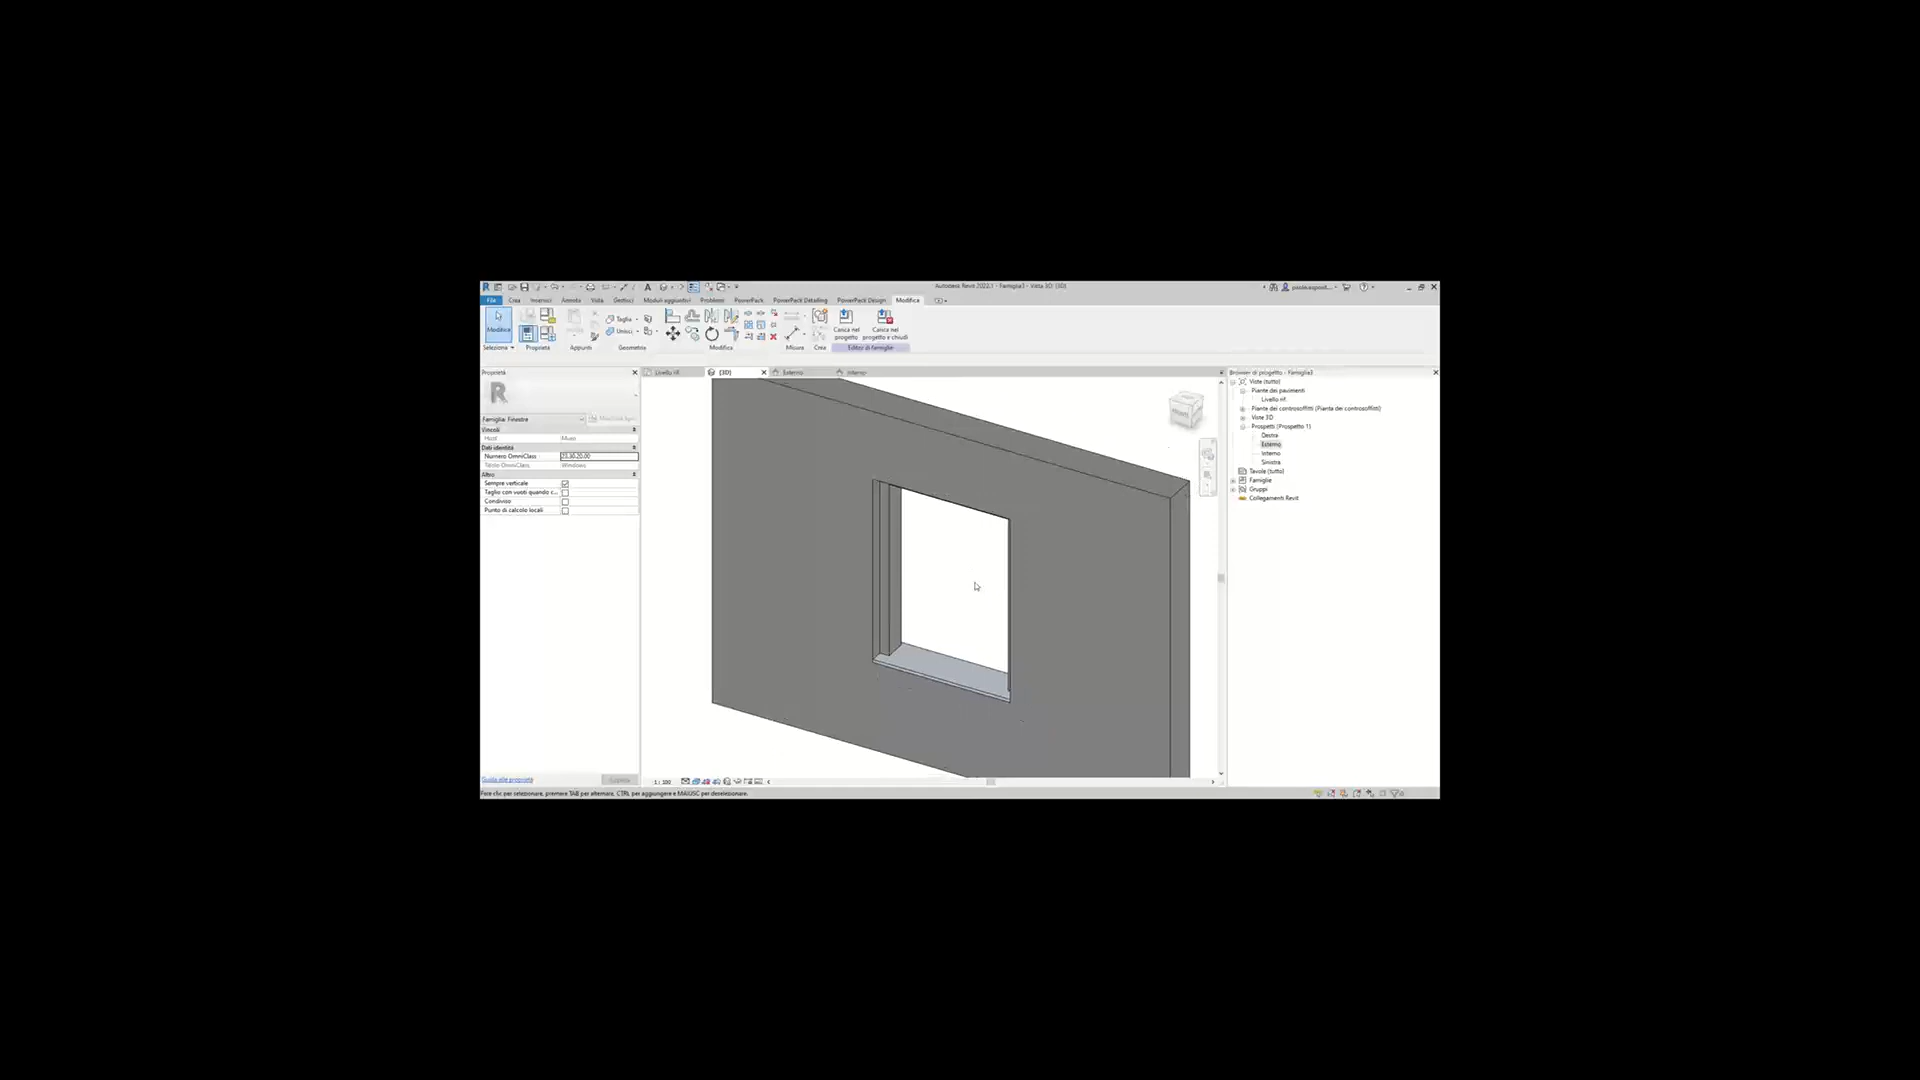 Autodesk Revit 2022.1 - Famiglia3 - Vista 3D: {3D}
File Crea Inserisci Annota Vista Gestisci Moduli aggiuntivi Problemi PowerPack PowerPack Detailing PowerPack Design Modifica
Modifica
Taglia
Unisci
Carica nel progetto
Carica nel progetto e chiudi
Seleziona Proprietà Appunti Geometria Modifica Misura Crea Editor di famiglie
Proprietà
Livello rif.
{3D}
Esterno
Interno
Browser di progetto - Famiglia3
Famiglia: Finestre
Vincoli
Host Muro
Dati identità
Numero OmniClass 23.30.20.00
Titolo OmniClass Windows
Altro
Sempre verticale
Taglio con vuoti quando c...
Condiviso
Punto di calcolo locali
Viste (tutto)
Piante dei pavimenti
Livello rif.
Piante dei controsoffitti (Pianta dei controsoffitti)
Viste 3D
Prospetti (Prospetto 1)
Destra
Esterno
Interno
Sinistra
Tavole (tutto)
Famiglie
Gruppi
Collegamenti Revit
Guida alle proprietà
1 : 100
Fare clic per selezionare, premere TAB per alternare, CTRL per aggiungere e MAIUSC per deselezionare.